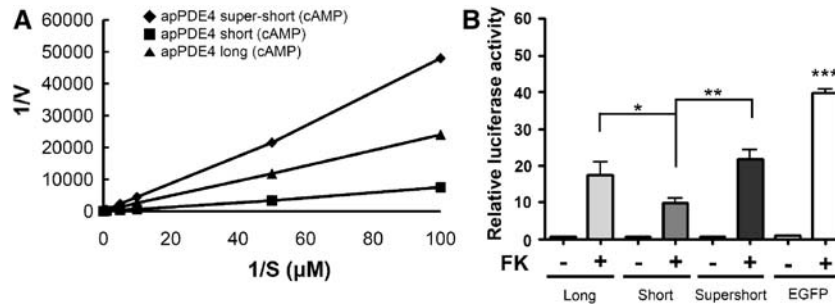 A
apPDE4 super-short (cAMP)
apPDE4 short (cAMP)
apPDE4 long (cAMP)
60000
50000
40000
30000
20000
10000
0
1/V
0 20 40 60 80 100
1/S (µM)
B
Relative luciferase activity
60
50
40
30
20
10
0
* ** ***
FK - + - + - + - +
Long Short Supershort EGFP